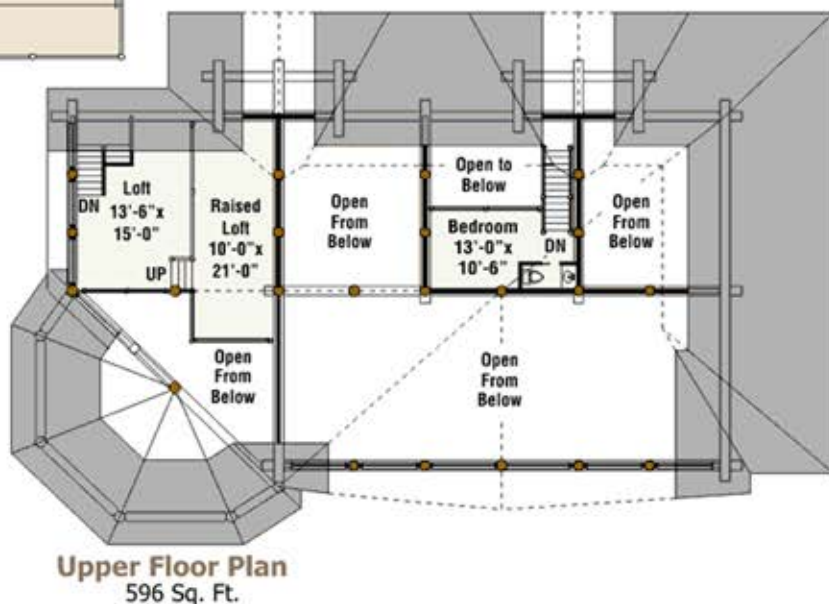 Loft
13'-6"x
15'-0"
DN
UP
Raised
Loft
10'-0"x
21'-0"
Open
From
Below
Open
From
Below
Open to
Below
Bedroom
13'-0"x
10'-6"
DN
Open
From
Below
Open
From
Below
Upper Floor Plan
596 Sq. Ft.